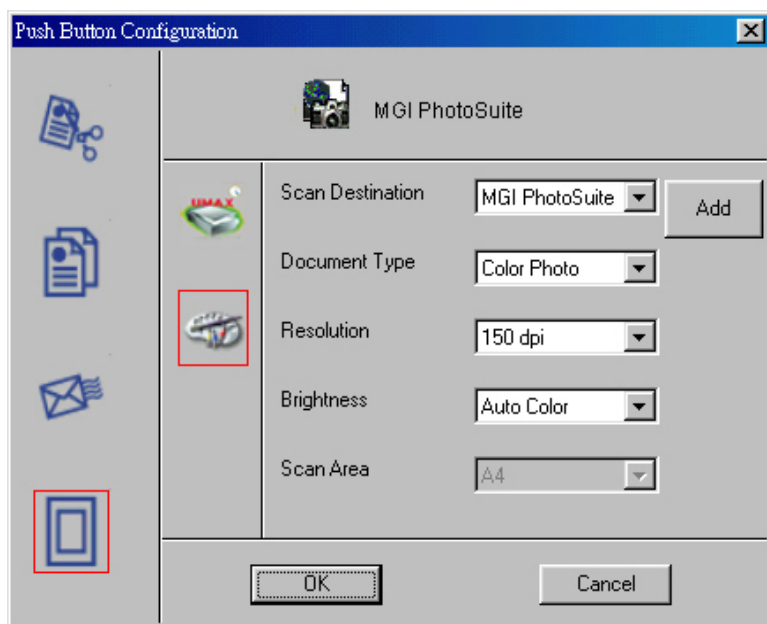 Push Button Configuration
MGI PhotoSuite
UMAX
Scan Destination
MGI PhotoSuite
Add
Document Type
Color Photo
Resolution
150 dpi
Brightness
Auto Color
Scan Area
A4
OK
Cancel